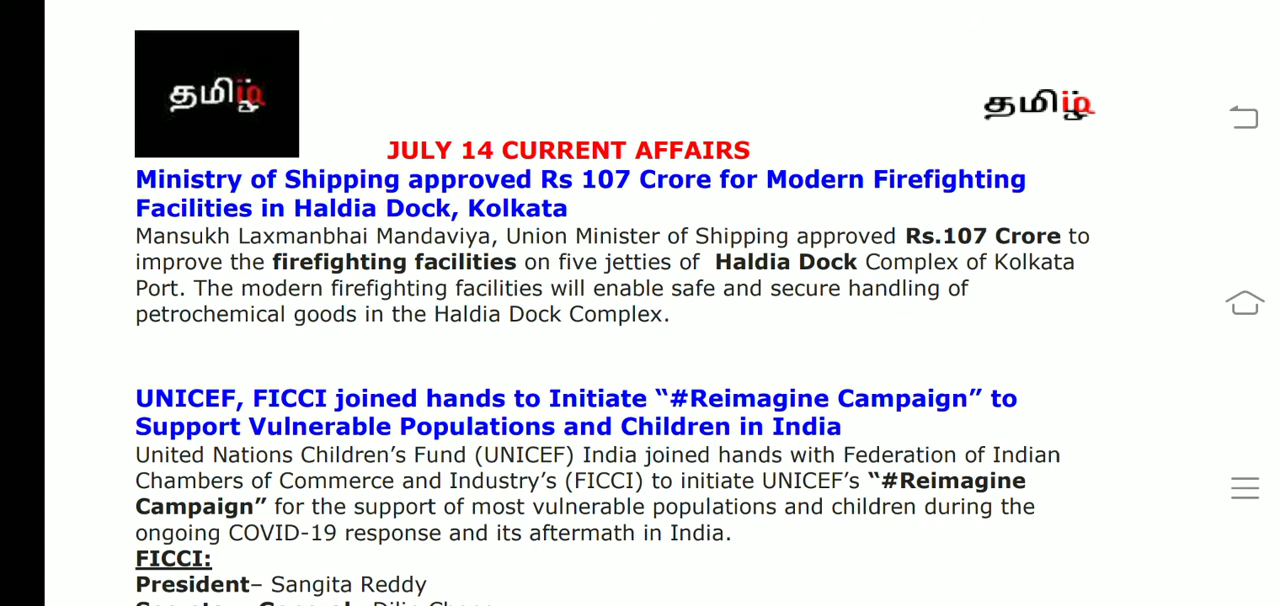 தமிழ்
தமிழ்
JULY 14 CURRENT AFFAIRS
Ministry of Shipping approved Rs 107 Crore for Modern Firefighting
Facilities in Haldia Dock, Kolkata
Mansukh Laxmanbhai Mandaviya, Union Minister of Shipping approved Rs.107 Crore to
improve the firefighting facilities on five jetties of Haldia Dock Complex of Kolkata
Port. The modern firefighting facilities will enable safe and secure handling of
petrochemical goods in the Haldia Dock Complex.
UNICEF, FICCI joined hands to Initiate “#Reimagine Campaign” to
Support Vulnerable Populations and Children in India
United Nations Children’s Fund (UNICEF) India joined hands with Federation of Indian
Chambers of Commerce and Industry’s (FICCI) to initiate UNICEF’s “#Reimagine
Campaign” for the support of most vulnerable populations and children during the
ongoing COVID-19 response and its aftermath in India.
FICCI:
President– Sangita Reddy